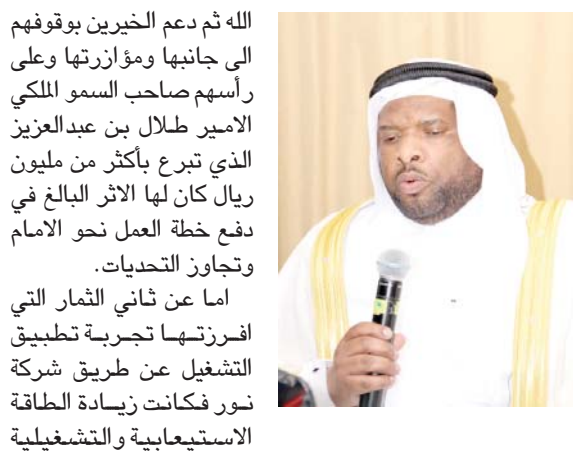 الله ثم دعم الخيرين بوقوفهم
الى جانبها ومؤازرتها وعلى
رأسهم صاحب السمو الملكي
الامير طلال بن عبدالعزيز
الذي تبرع بأكثر من مليون
ريال كان لها الاثر البالغ في
دفع خطة العمل نحو الامام
وتجاوز التحديات.
اما عن ثاني الثمار التي
افرزتها تجربة تطبيق
التشغيل عن طريق شركة
نور فكانت زيادة الطاقة
الاستيعابية والتشغيلية